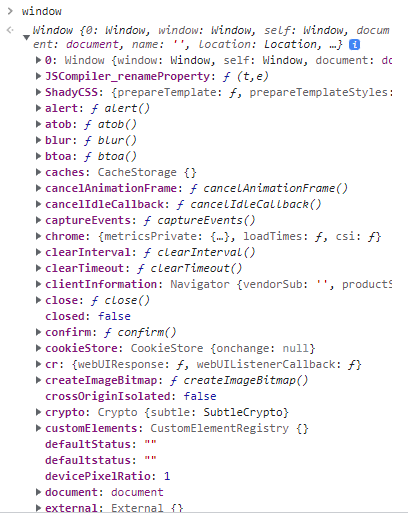 window
Window {0: Window, window: Window, self: Window, docum
ent: document, name: '', location: Location, …} i
0: Window {window: Window, self: Window, document: do
JSCompiler_renameProperty: ƒ (t,e)
ShadyCSS: {prepareTemplate: ƒ, prepareTemplateStyles:
alert: ƒ alert()
atob: ƒ atob()
blur: ƒ blur()
btoa: ƒ btoa()
caches: CacheStorage {}
cancelAnimationFrame: ƒ cancelAnimationFrame()
cancelIdleCallback: ƒ cancelIdleCallback()
captureEvents: ƒ captureEvents()
chrome: {metricsPrivate: {…}, loadTimes: ƒ, csi: ƒ}
clearInterval: ƒ clearInterval()
clearTimeout: ƒ clearTimeout()
clientInformation: Navigator {vendorSub: '', productS
close: ƒ close()
closed: false
confirm: ƒ confirm()
cookieStore: CookieStore {onchange: null}
cr: {webUIResponse: ƒ, webUIListenerCallback: ƒ}
createImageBitmap: ƒ createImageBitmap()
crossOriginIsolated: false
crypto: Crypto {subtle: SubtleCrypto}
customElements: CustomElementRegistry {}
defaultStatus: ""
defaultstatus: ""
devicePixelRatio: 1
document: document
external: External {}